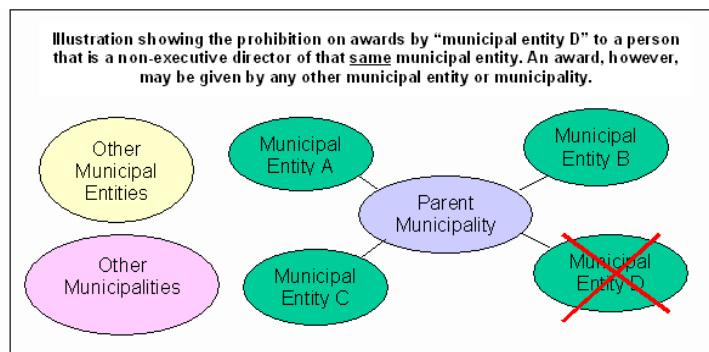 Illustration showing the prohibition on awards by “municipal entity D” to a person
that is a non-executive director of that same municipal entity. An award, however,
may be given by any other municipal entity or municipality.
Other
Municipal
Entities
Municipal
Entity A
Municipal
Entity B
Parent
Municipality
Other
Municipalities
Municipal
Entity C
Municipal
Entity D